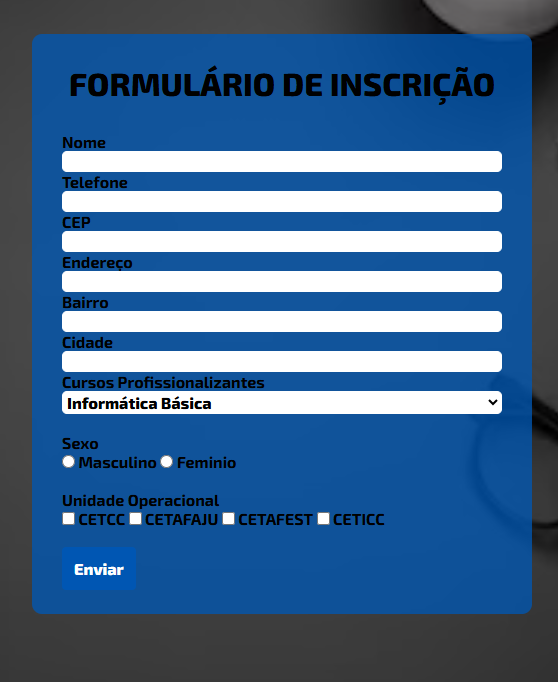 FORMULÁRIO DE INSCRIÇÃO
Nome
Telefone
CEP
Endereço
Bairro
Cidade
Cursos Profissionalizantes
Informática Básica
Sexo
Masculino Feminio
Unidade Operacional
CETCC CETAFAJU CETAFEST CETICC
Enviar